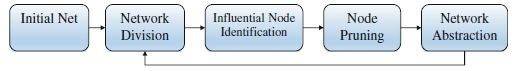 Initial Net
Network
Division
Influential Node
Identification
Node
Pruning
Network
Abstraction